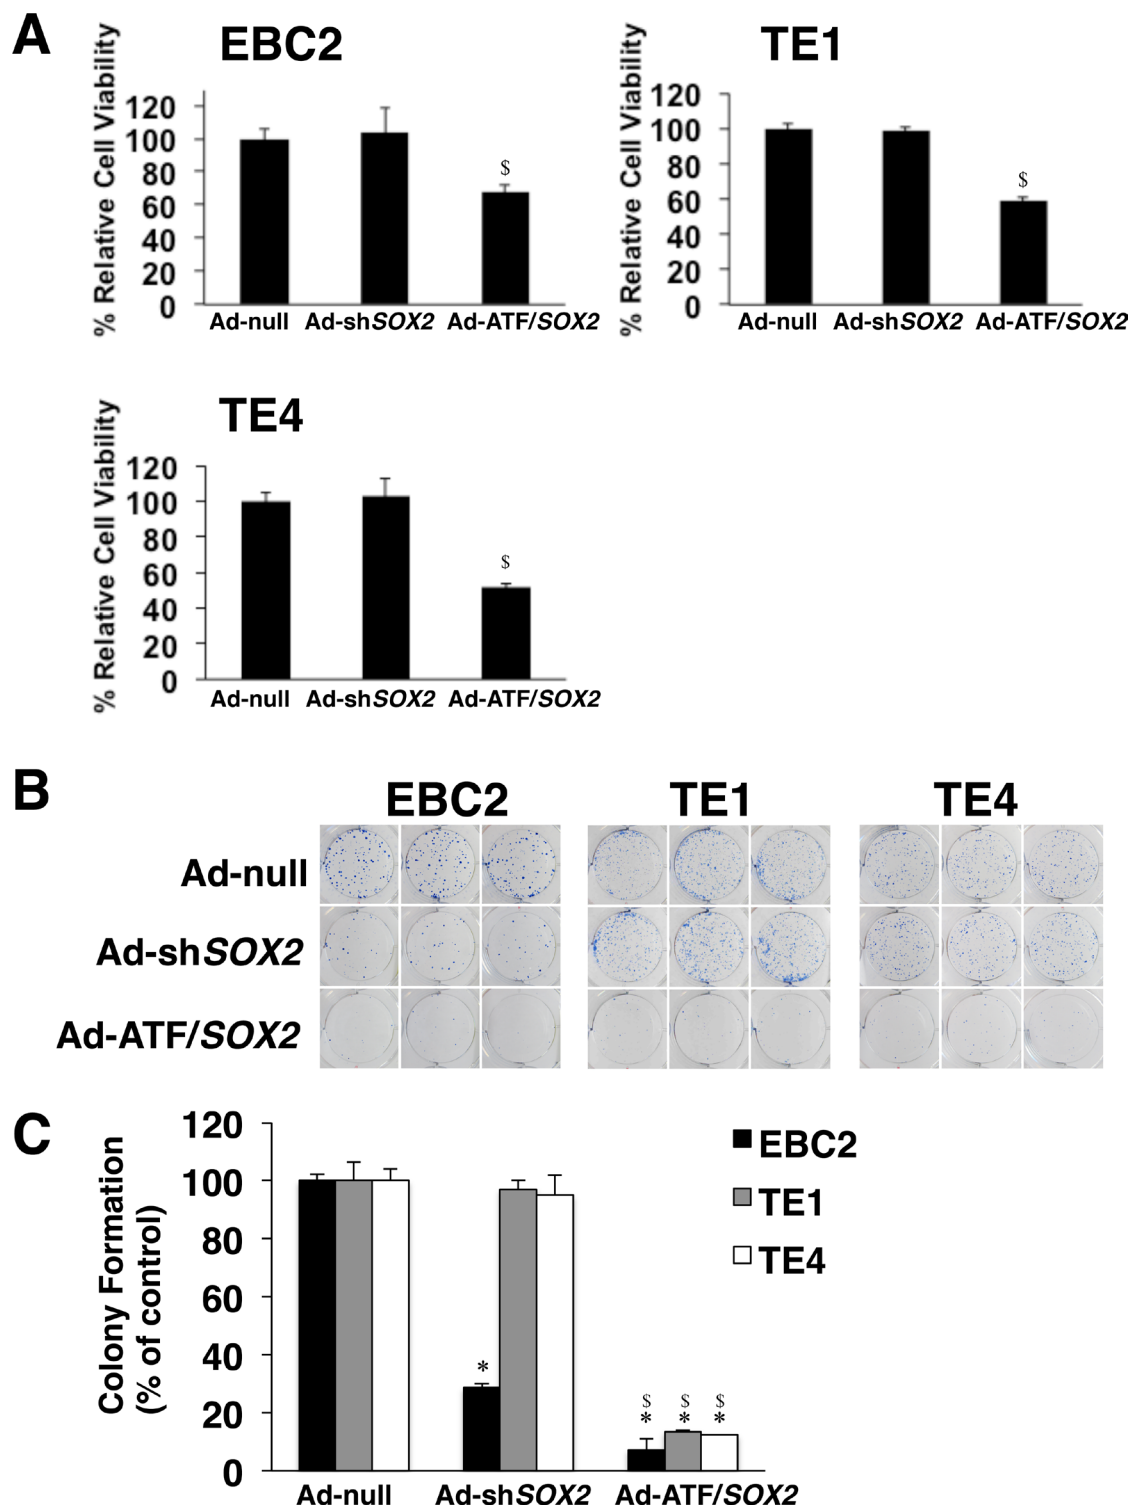 A
EBC2
% Relative Cell Viability
120
100
80
60
40
20
0
$
Ad-null Ad-shSOX2 Ad-ATF/SOX2
TE1
% Relative Cell Viability
120
100
80
60
40
20
0
$
Ad-null Ad-shSOX2 Ad-ATF/SOX2
TE4
% Relative Cell Viability
120
100
80
60
40
20
0
$
Ad-null Ad-shSOX2 Ad-ATF/SOX2
B
EBC2 TE1 TE4
Ad-null
Ad-shSOX2
Ad-ATF/SOX2
C
Colony Formation
(% of control)
120
100
80
60
40
20
0
*
$ $ $
* * *
EBC2
TE1
TE4
Ad-null Ad-shSOX2 Ad-ATF/SOX2